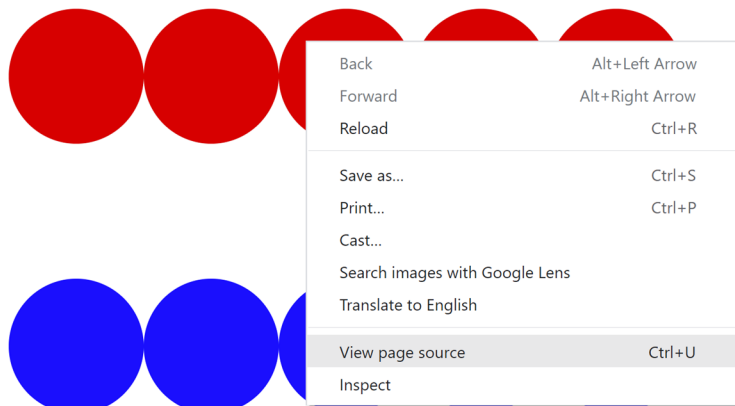 Back Alt+Left Arrow
Forward Alt+Right Arrow
Reload Ctrl+R
Save as... Ctrl+S
Print... Ctrl+P
Cast...
Search images with Google Lens
Translate to English
View page source Ctrl+U
Inspect